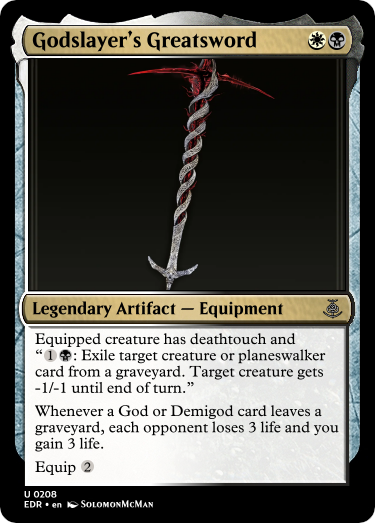 Godslayer's Greatsword
Legendary Artifact — Equipment
Equipped creature has deathtouch and
“1: Exile target creature or planeswalker
card from a graveyard. Target creature gets
-1/-1 until end of turn.”
Whenever a God or Demigod card leaves a
graveyard, each opponent loses 3 life and you
gain 3 life.
Equip 2
U 0208
EDR • en SolomonMcMan